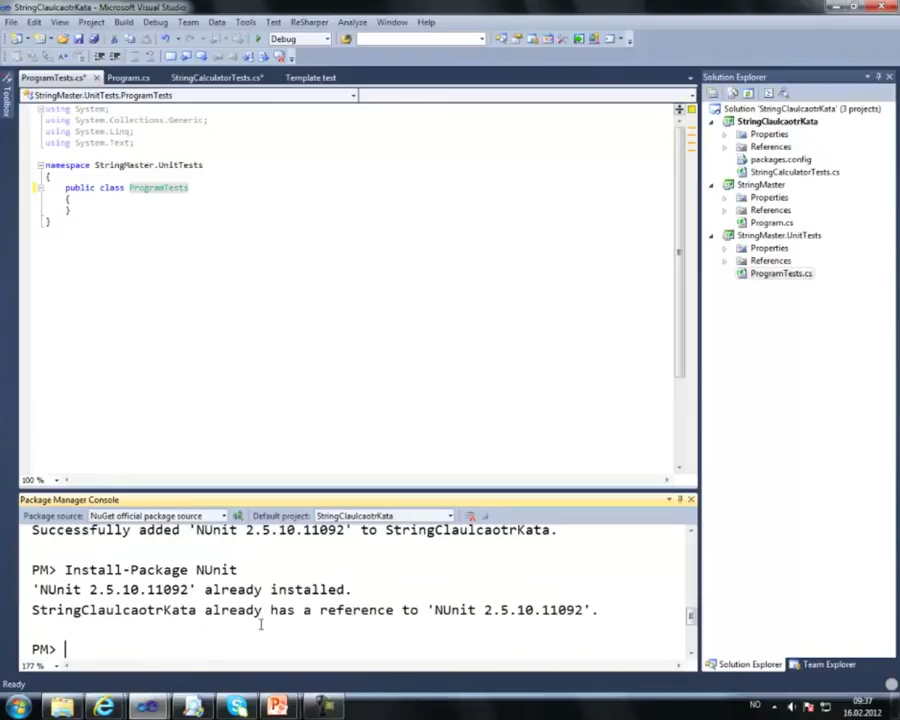 StringClaulcaotrKata - Microsoft Visual Studio
File Edit View Project Build Debug Team Data Tools Test ReSharper Analyze Window Help
Debug
ProgramTests.cs* Program.cs StringCalculatorTests.cs* Template test
StringMaster.UnitTests.ProgramTests
using System;
using System.Collections.Generic;
using System.Linq;
using System.Text;
namespace StringMaster.UnitTests
{
public class ProgramTests
{
}
}
100 %
Toolbox
Solution Explorer
Solution 'StringClaulcaotrKata' (3 projects)
StringClaulcaotrKata
Properties
References
packages.config
StringCalculatorTests.cs
StringMaster
Properties
References
Program.cs
StringMaster.UnitTests
Properties
References
ProgramTests.cs
Package Manager Console
Package source: NuGet official package source Default project: StringClaulcaotrKata
Successfully added 'NUnit 2.5.10.11092' to StringClaulcaotrKata.
PM> Install-Package NUnit
'NUnit 2.5.10.11092' already installed.
StringClaulcaotrKata already has a reference to 'NUnit 2.5.10.11092'.
PM>
177 %
Solution Explorer Team Explorer
Ready
NO
09:37
16.02.2012